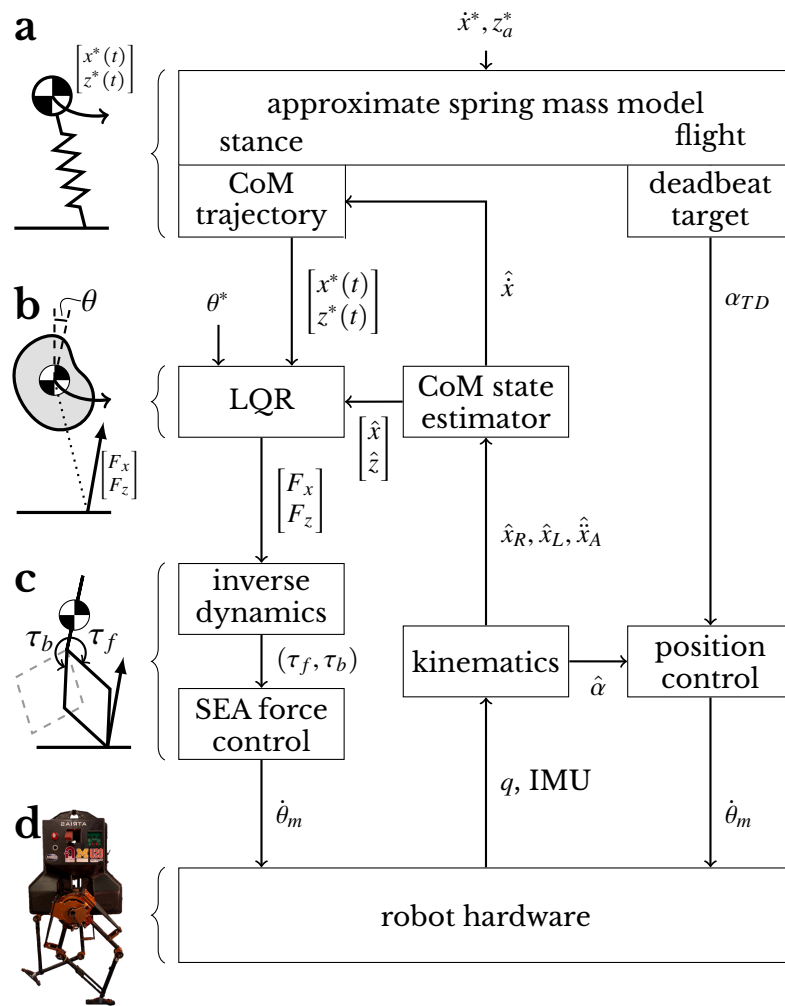 a
[x*(t)
z*(t)]
ẋ*, z*ₐ
approximate spring mass model
stance
flight
CoM
trajectory
deadbeat
target
b
θ
θ*
[x*(t)
z*(t)]
x̂̇
α_TD
LQR
CoM state
estimator
[x̂
ẑ]
[F_x
F_z]
[F_x
F_z]
x̂_R, x̂_L, x̂̈_A
c
τ_b τ_f
inverse
dynamics
(τ_f, τ_b)
kinematics
α̂
position
control
SEA force
control
θ̇_m
q, IMU
θ̇_m
d
ATRIAS
robot hardware